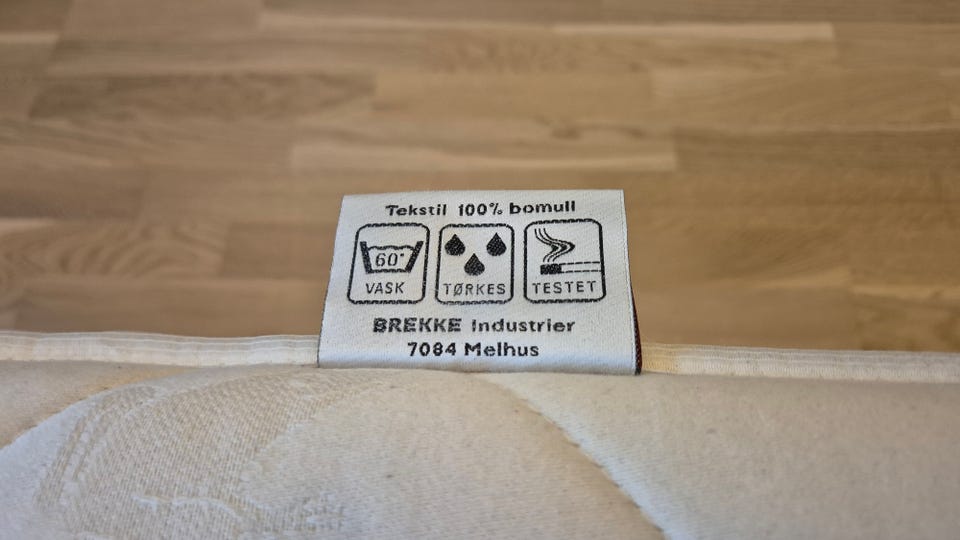 Tekstil 100% bomull
60°
VASK TØRKES TESTET
BREKKE Industrier
7084 Melhus